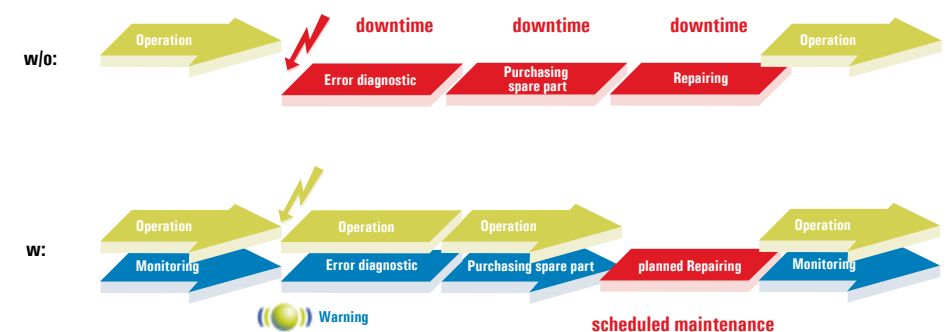 downtime downtime downtime
w/o:
Operation Operation
Error diagnostic Purchasing
spare part Repairing
w:
Operation Operation Operation Operation
Monitoring Error diagnostic Purchasing spare part planned Repairing Monitoring
Warning
scheduled maintenance